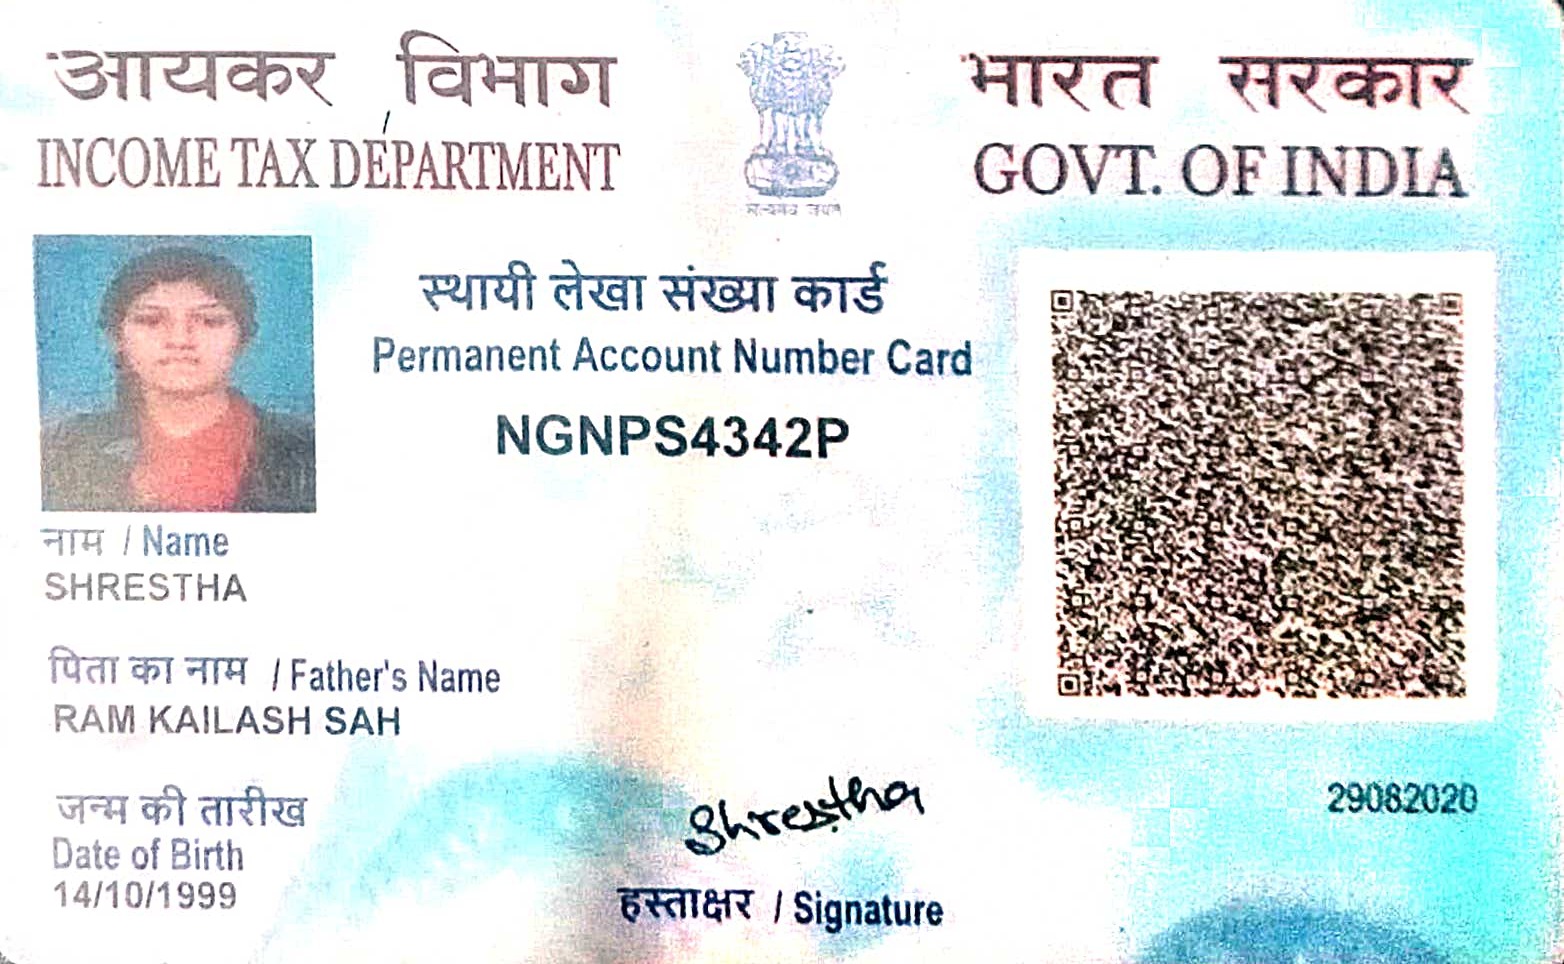 आयकर विभाग
INCOME TAX DEPARTMENT
भारत सरकार
GOVT. OF INDIA
सत्यमेव जयते
स्थायी लेखा संख्या कार्ड
Permanent Account Number Card
NGNPS4342P
नाम / Name
SHRESTHA
पिता का नाम / Father's Name
RAM KAILASH SAH
जन्म की तारीख
Date of Birth
14/10/1999
Shrestha
हस्ताक्षर / Signature
29082020